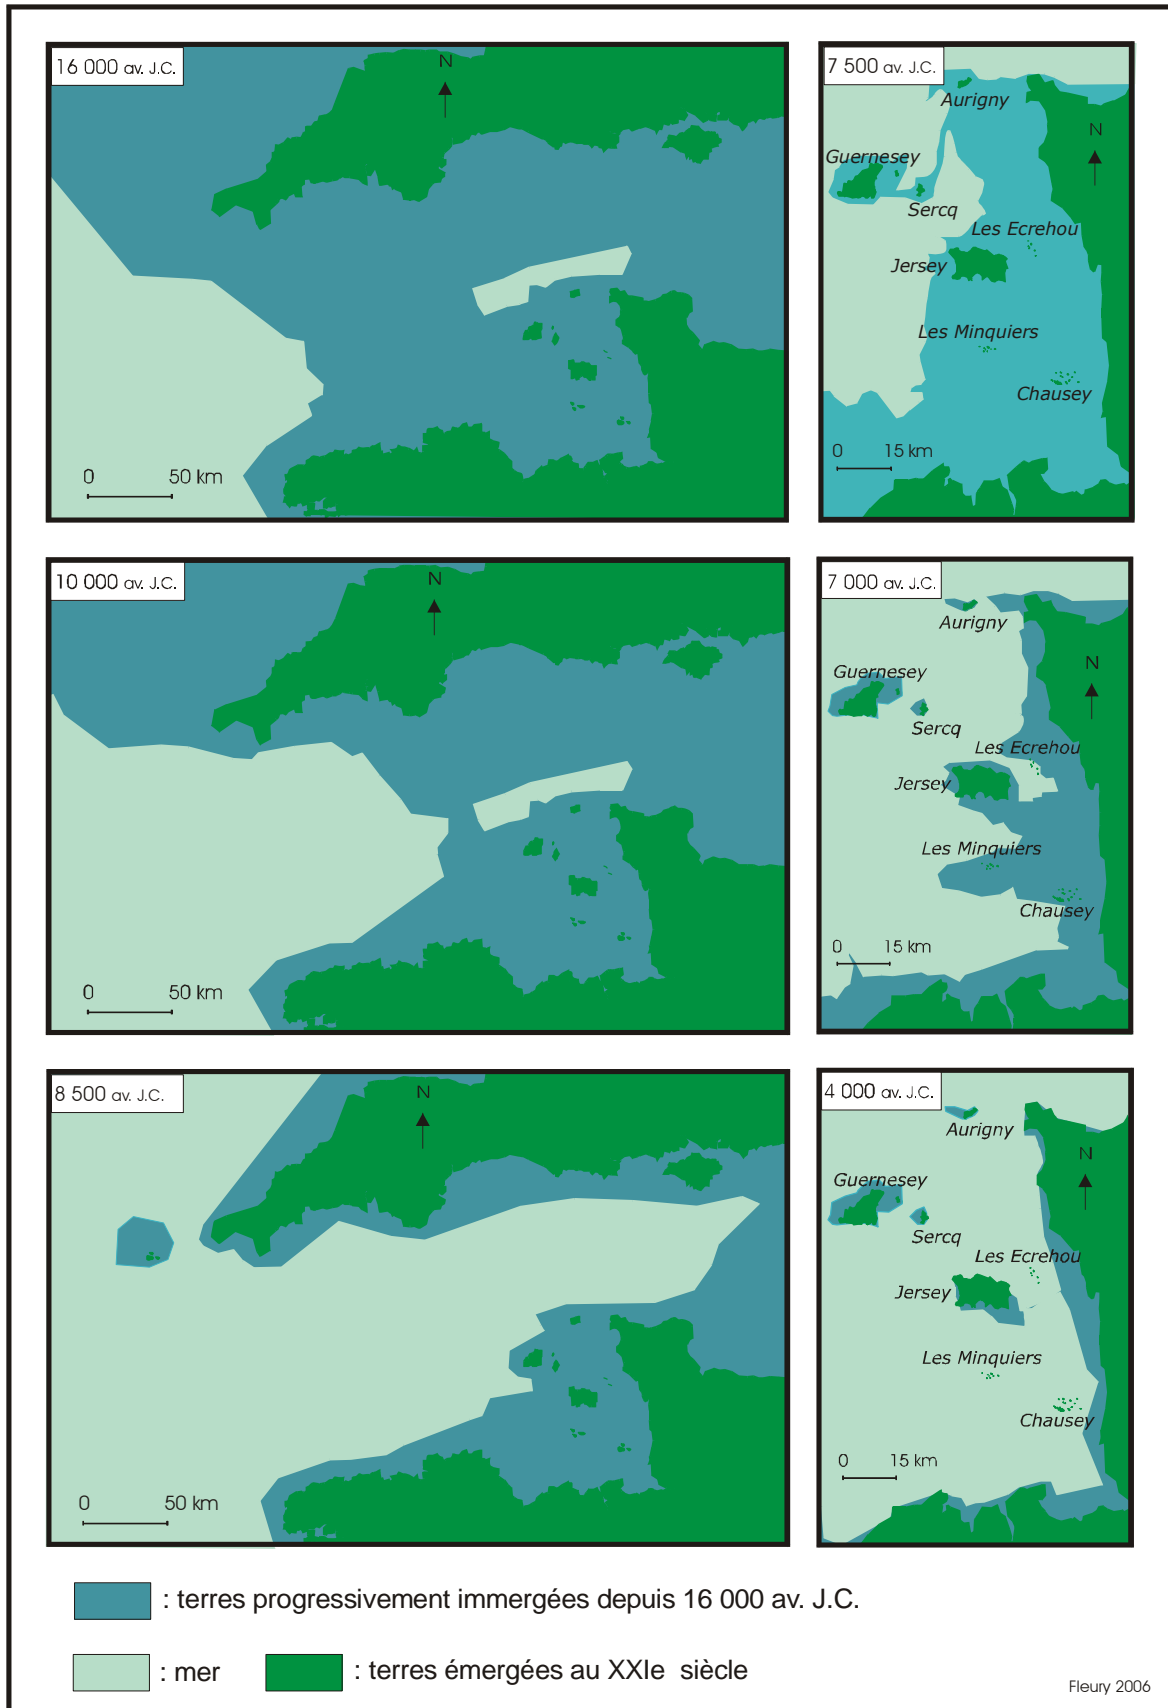 16 000 av. J.C.
N
0 50 km
7 500 av. J.C.
Aurigny
N
Guernesey
Sercq
Les Ecrehou
Jersey
Les Minquiers
Chausey
0 15 km
10 000 av. J.C.
N
0 50 km
7 000 av. J.C.
Aurigny
N
Guernesey
Sercq
Les Ecrehou
Jersey
Les Minquiers
Chausey
0 15 km
8 500 av. J.C.
N
0 50 km
4 000 av. J.C.
Aurigny
N
Guernesey
Sercq
Les Ecrehou
Jersey
Les Minquiers
Chausey
0 15 km
: terres progressivement immergées depuis 16 000 av. J.C.
: mer
: terres émergées au XXIe siècle
Fleury 2006